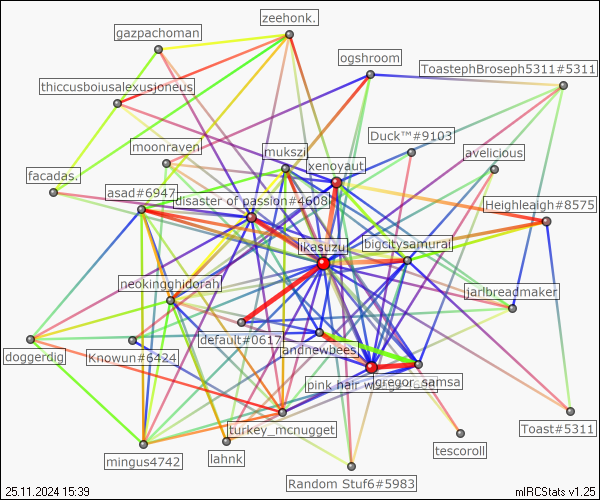 zeehonk.
gazpachoman
ogshroom
ToastephBroseph5311#5311
thiccusboiusalexusjoneus
Duck™#9103
moonraven
mukszi
avelicious
xenoyaut
facadas.
asad#6947
disaster of passion#4608
Heighleaigh#8575
likasuzu
bigcitysamurai
neokingghidorah
jarbreadmaker
default#0617
andnewbees
doggerdig
Knowun#6424
pink hair
gregor_samsa
turkey_mcnugget
Toast#5311
mingus4742
lahnk
tescoroll
Random Stuf6#5983
25.11.2024 15:39
mIRCStats v1.25